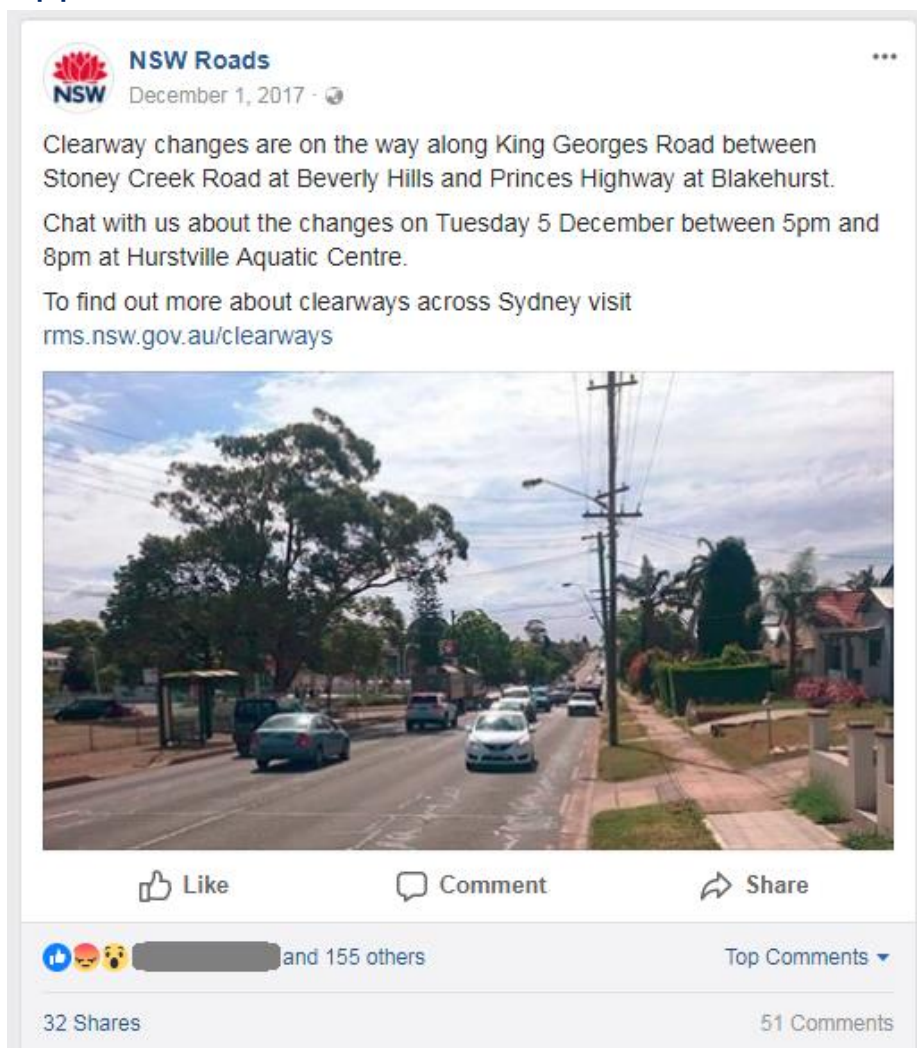 NSW
NSW Roads
December 1, 2017 ·
Clearway changes are on the way along King Georges Road between
Stoney Creek Road at Beverly Hills and Princes Highway at Blakehurst.
Chat with us about the changes on Tuesday 5 December between 5pm and
8pm at Hurstville Aquatic Centre.
To find out more about clearways across Sydney visit
rms.nsw.gov.au/clearways
Like
Comment
Share
and 155 others
Top Comments
32 Shares
51 Comments